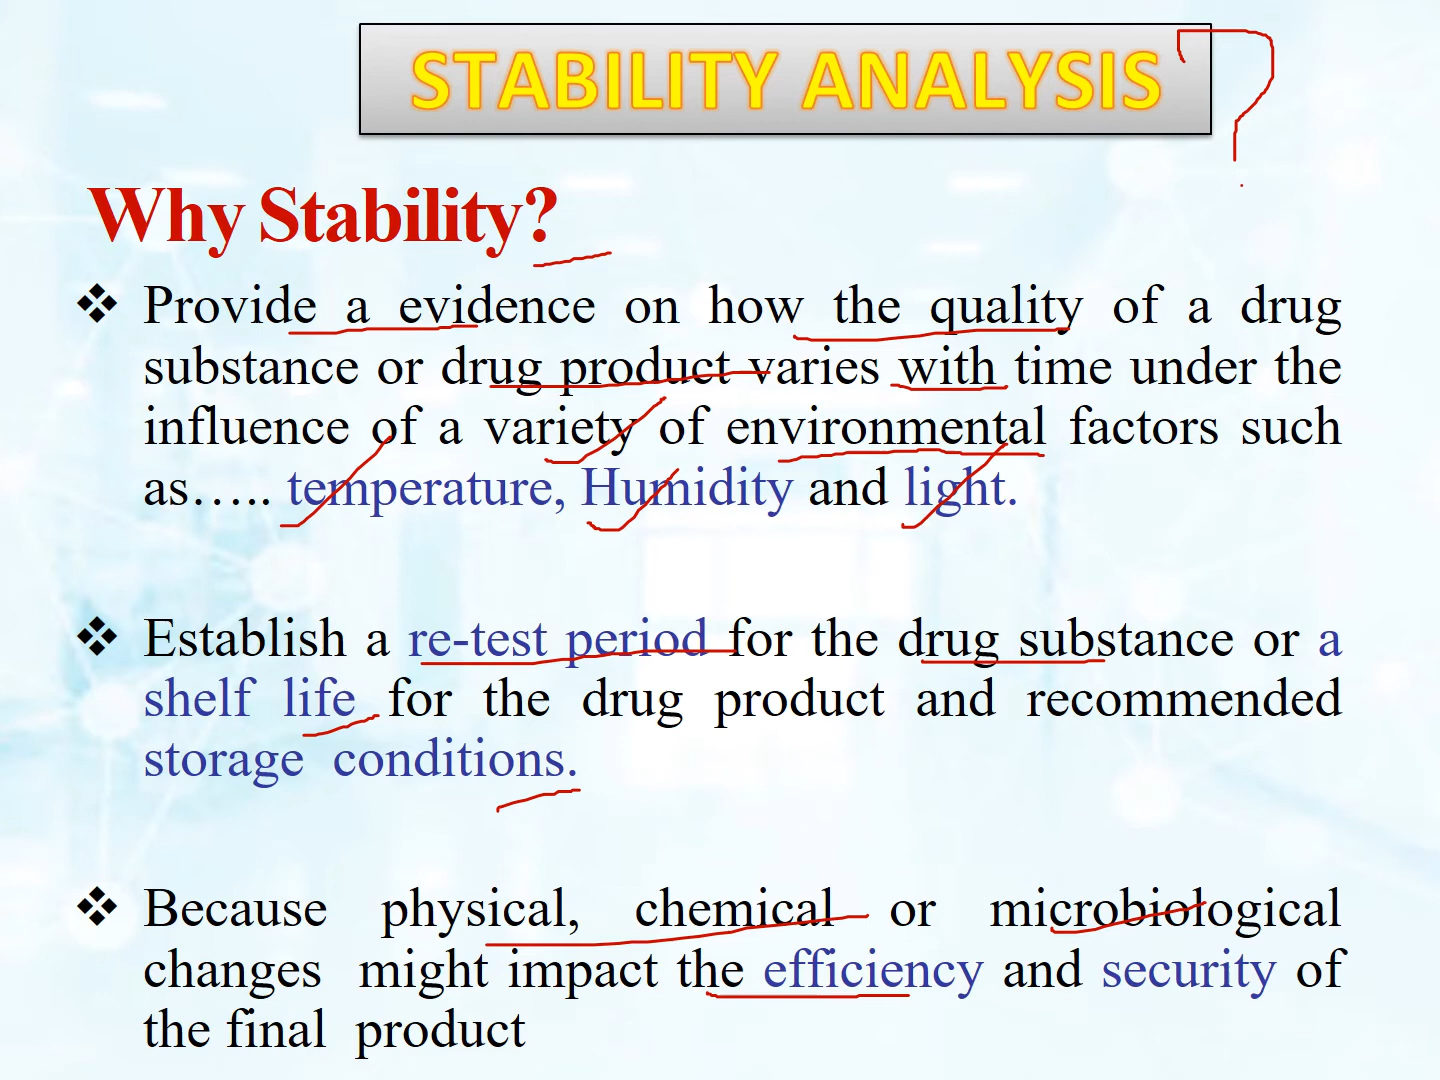 STABILITY ANALYSIS ?
Why Stability?
❖ Provide a evidence on how the quality of a drug
substance or drug product varies with time under the
influence of a variety of environmental factors such
as….. temperature, Humidity and light.
❖ Establish a re-test period for the drug substance or a
shelf life for the drug product and recommended
storage conditions.
❖ Because physical, chemical or microbiological
changes might impact the efficiency and security of
the final product